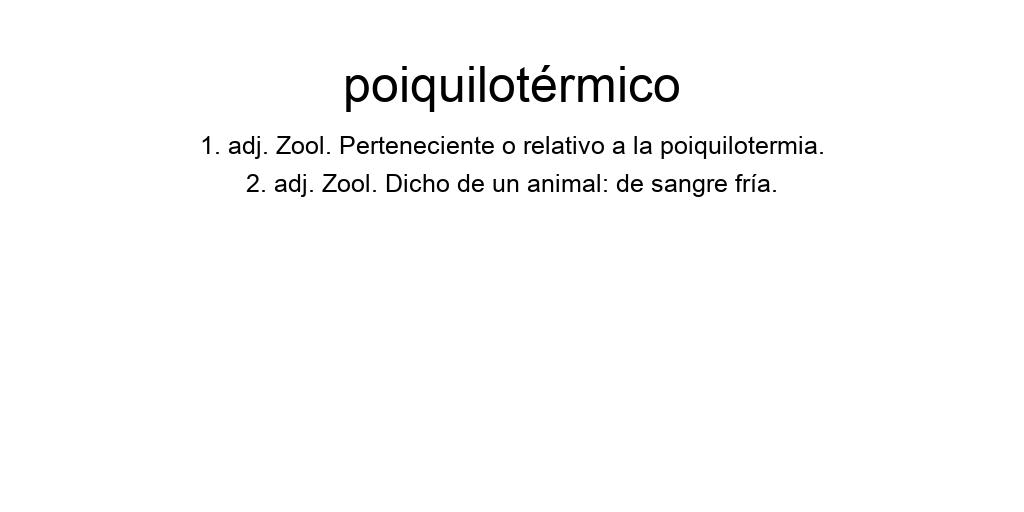 poiquilotérmico
1. adj. Zool. Perteneciente o relativo a la poiquilotermia.
2. adj. Zool. Dicho de un animal: de sangre fría.